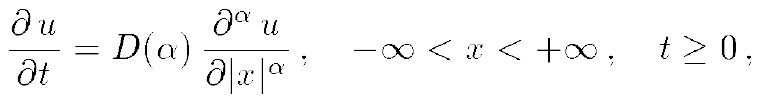 ∂ u/∂t = D(α) ∂^α u/∂|x|^α , −∞ < x < +∞ , t ≥ 0 ,